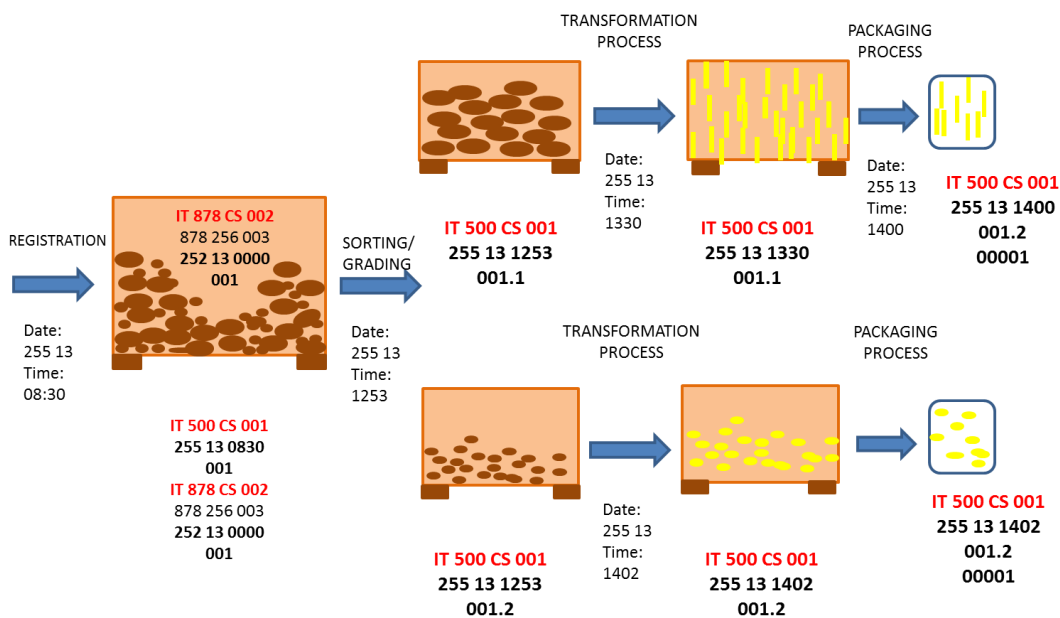 REGISTRATION
Date:
255 13
Time:
08:30
IT 878 CS 002
878 256 003
252 13 0000
001
IT 500 CS 001
255 13 0830
001
IT 878 CS 002
878 256 003
252 13 0000
001
SORTING/
GRADING
Date:
255 13
Time:
1253
IT 500 CS 001
255 13 1253
001.1
TRANSFORMATION
PROCESS
Date:
255 13
Time:
1330
IT 500 CS 001
255 13 1330
001.1
PACKAGING
PROCESS
Date:
255 13
Time:
1400
IT 500 CS 001
255 13 1400
001.2
00001
IT 500 CS 001
255 13 1253
001.2
TRANSFORMATION
PROCESS
Date:
255 13
Time:
1402
IT 500 CS 001
255 13 1402
001.2
PACKAGING
PROCESS
IT 500 CS 001
255 13 1402
001.2
00001